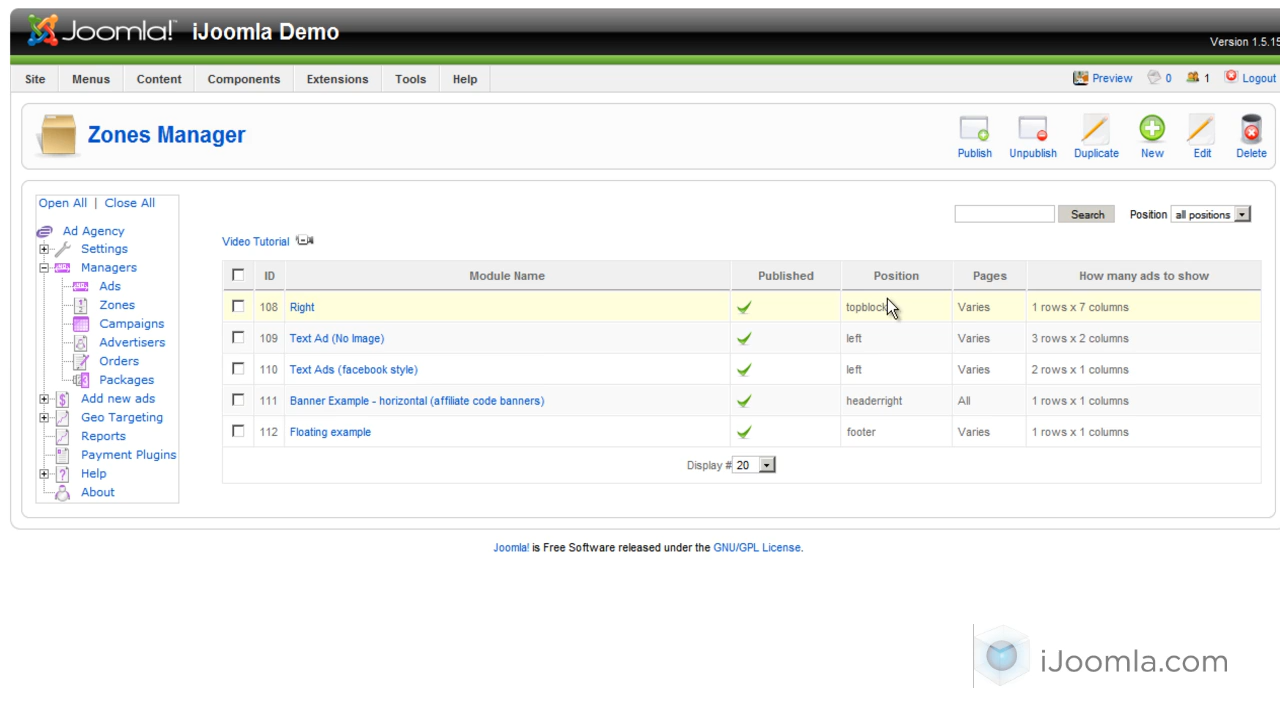 Joomla! iJoomla Demo
Version 1.5.15
Site Menus Content Components Extensions Tools Help Preview 0 1 Logout
Zones Manager
Publish Unpublish Duplicate New Edit Delete
Open All | Close All
Search Position all positions
Ad Agency
Settings
Managers
Ads
Zones
Campaigns
Advertisers
Orders
Packages
Add new ads
Geo Targeting
Reports
Payment Plugins
Help
About
Video Tutorial
ID Module Name Published Position Pages How many ads to show
108 Right topblock Varies 1 rows x 7 columns
109 Text Ad (No Image) left Varies 3 rows x 2 columns
110 Text Ads (facebook style) left Varies 2 rows x 1 columns
111 Banner Example - horizontal (affiliate code banners) headerright All 1 rows x 1 columns
112 Floating example footer Varies 1 rows x 1 columns
Display # 20
Joomla! is Free Software released under the GNU/GPL License.
iJoomla.com